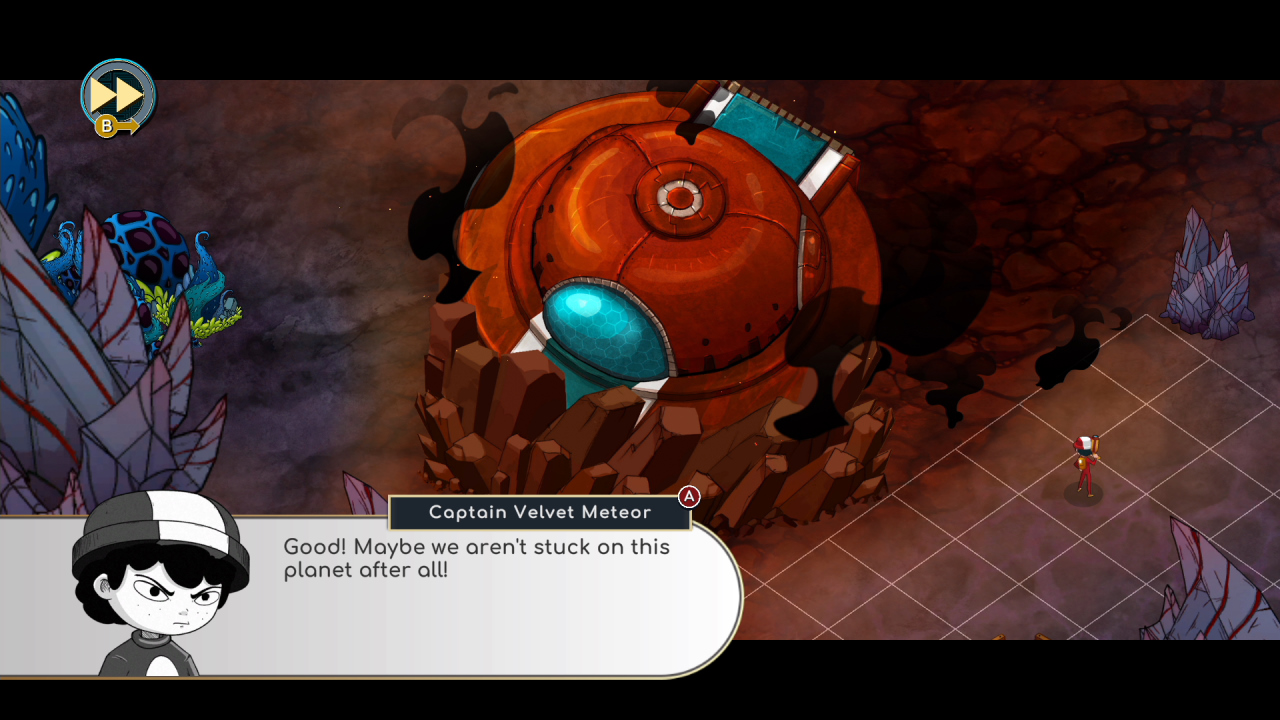 B
Captain Velvet Meteor
A
Good! Maybe we aren't stuck on this
planet after all!